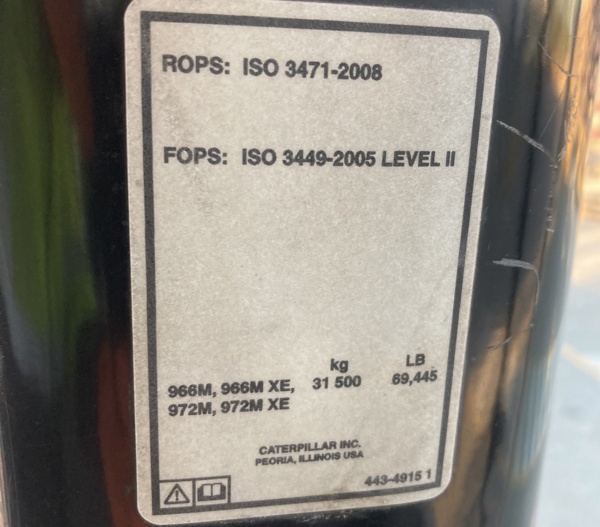 ROPS: ISO 3471-2008
FOPS: ISO 3449-2005 LEVEL II
kg LB
966M, 966M XE, 31 500 69,445
972M, 972M XE
CATERPILLAR INC.
PEORIA, ILLINOIS USA
443-4915 1